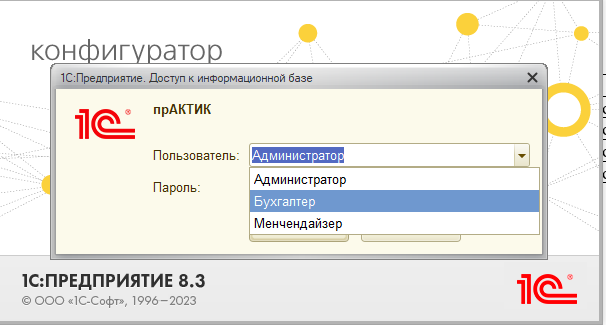 конфигуратор
1С:Предприятие. Доступ к информационной базе
1С®
прАКТИК
Пользователь: Администратор
Администратор
Пароль:
Бухгалтер
Менчендайзер
1С:ПРЕДПРИЯТИЕ 8.3
© ООО «1С-Софт», 1996–2023
1С®